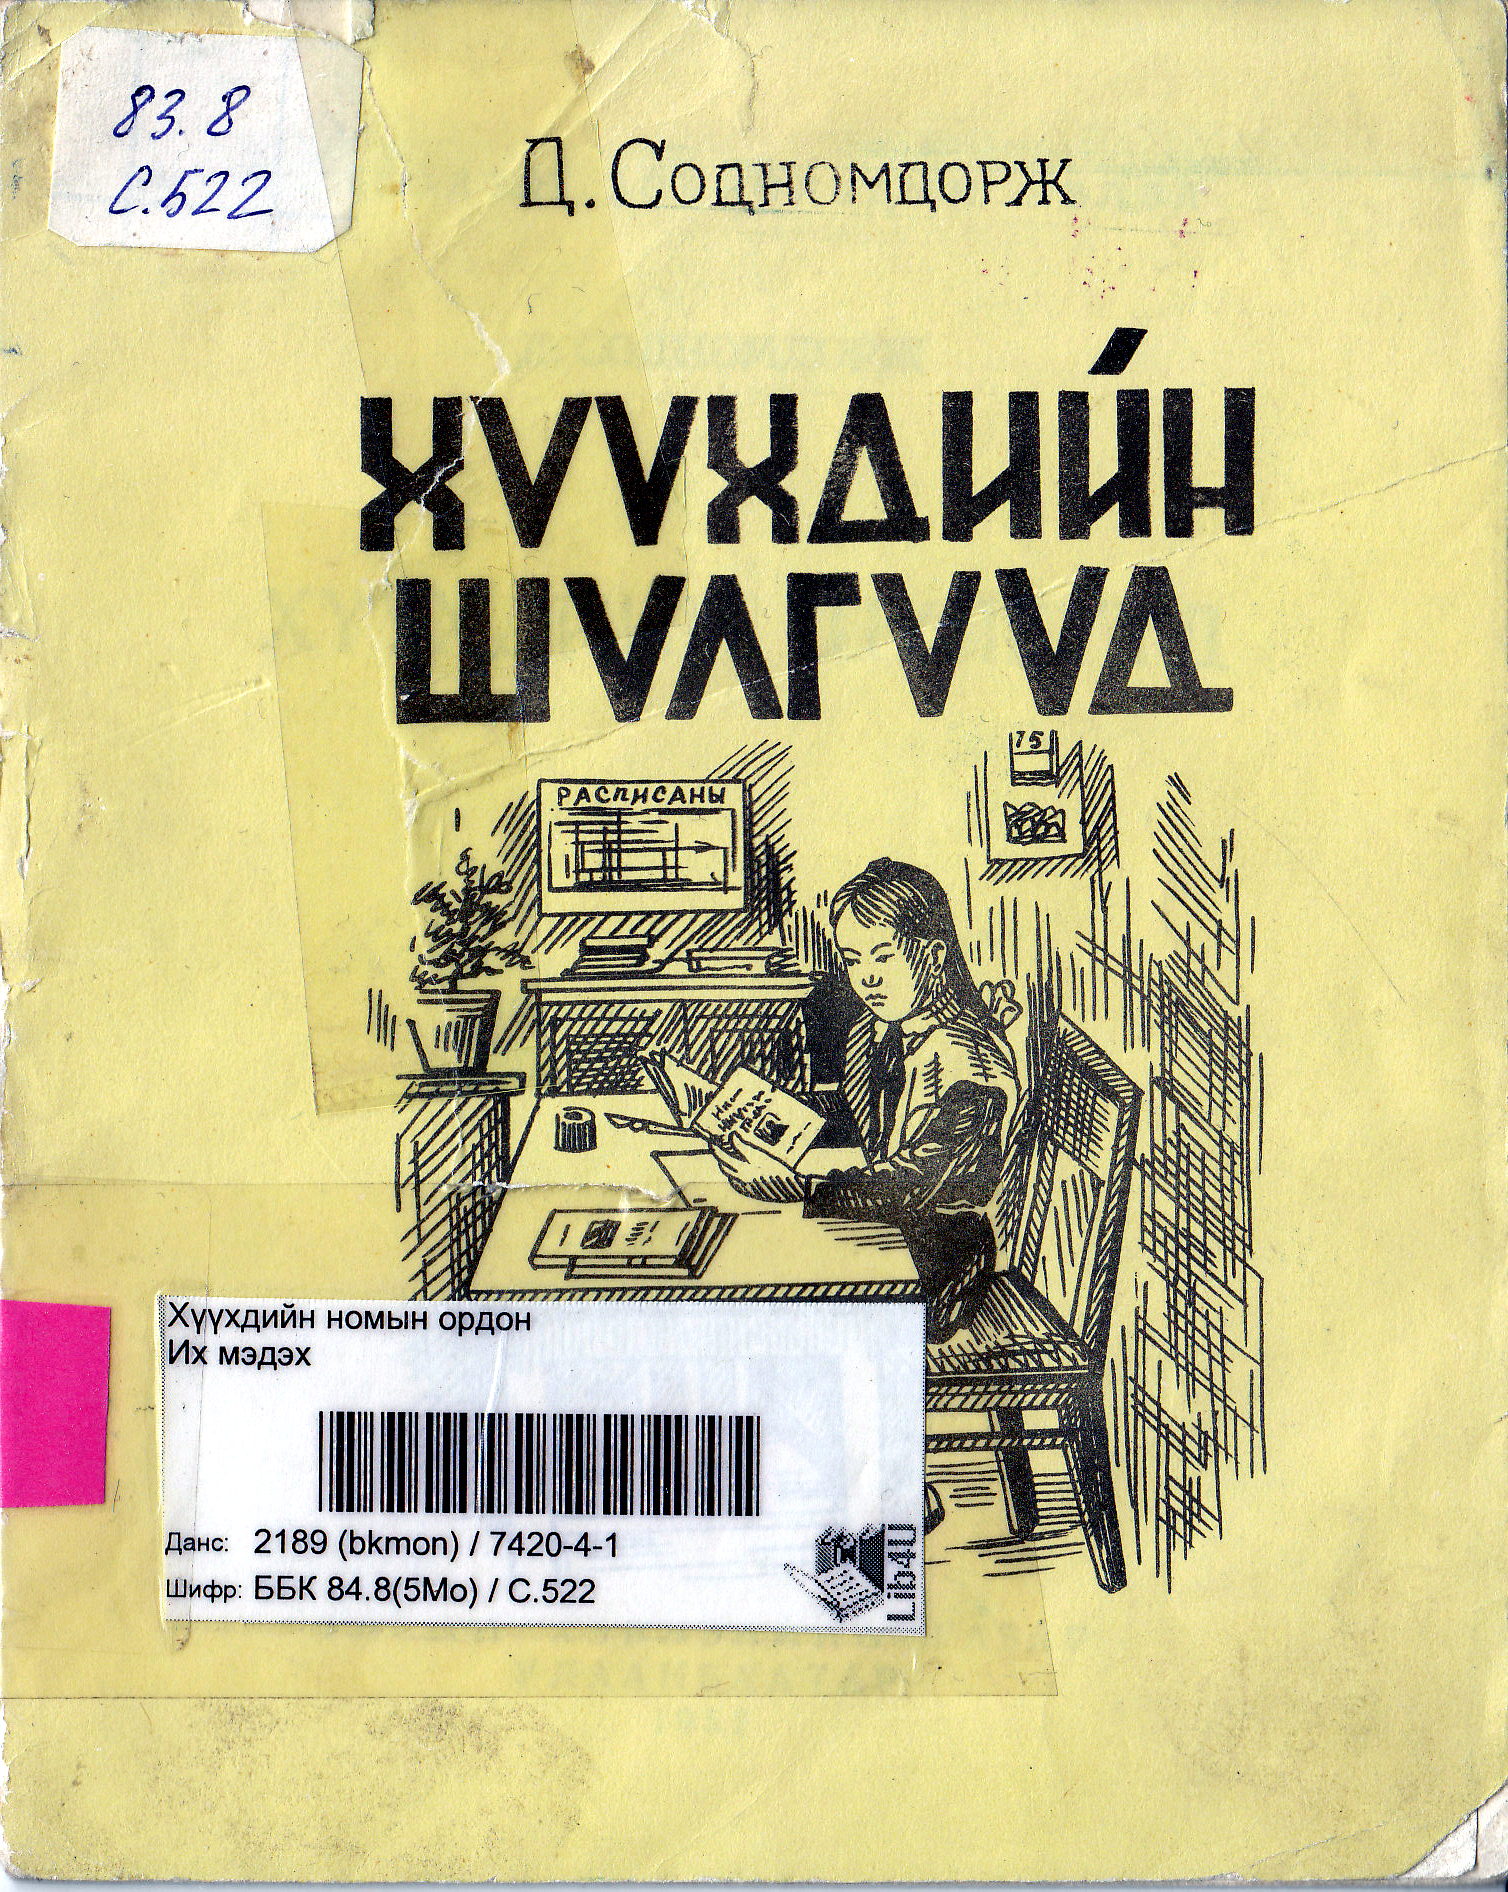 83.8
С.522
Д. Содномдорж
ХҮҮХДИЙН
ШҮЛГҮҮД
РАСПИСАНЫ
15
Хүүхдийн номын ордон
Их мэдэх
Данс: 2189 (bkmon) / 7420-4-1
Шифр: ББК 84.8(5Мо) / С.522
Lib4U